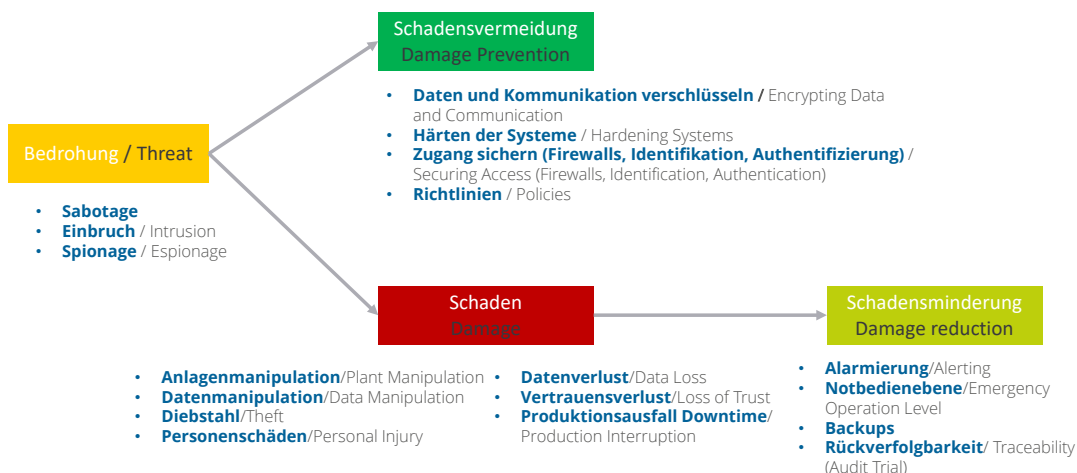 Schadensvermeidung
Damage Prevention
• Daten und Kommunikation verschlüsseln / Encrypting Data
and Communication
• Härten der Systeme / Hardening Systems
• Zugang sichern (Firewalls, Identifikation, Authentifizierung) /
Securing Access (Firewalls, Identification, Authentication)
• Richtlinien / Policies
Bedrohung / Threat
• Sabotage
• Einbruch / Intrusion
• Spionage / Espionage
Schaden
Damage
• Anlagenmanipulation/Plant Manipulation
• Datenmanipulation/Data Manipulation
• Diebstahl/Theft
• Personenschäden/Personal Injury
• Datenverlust/Data Loss
• Vertrauensverlust/Loss of Trust
• Produktionsausfall Downtime/
Production Interruption
Schadensminderung
Damage reduction
• Alarmierung/Alerting
• Notbedienebene/Emergency
Operation Level
• Backups
• Rückverfolgbarkeit/ Traceability
(Audit Trial)